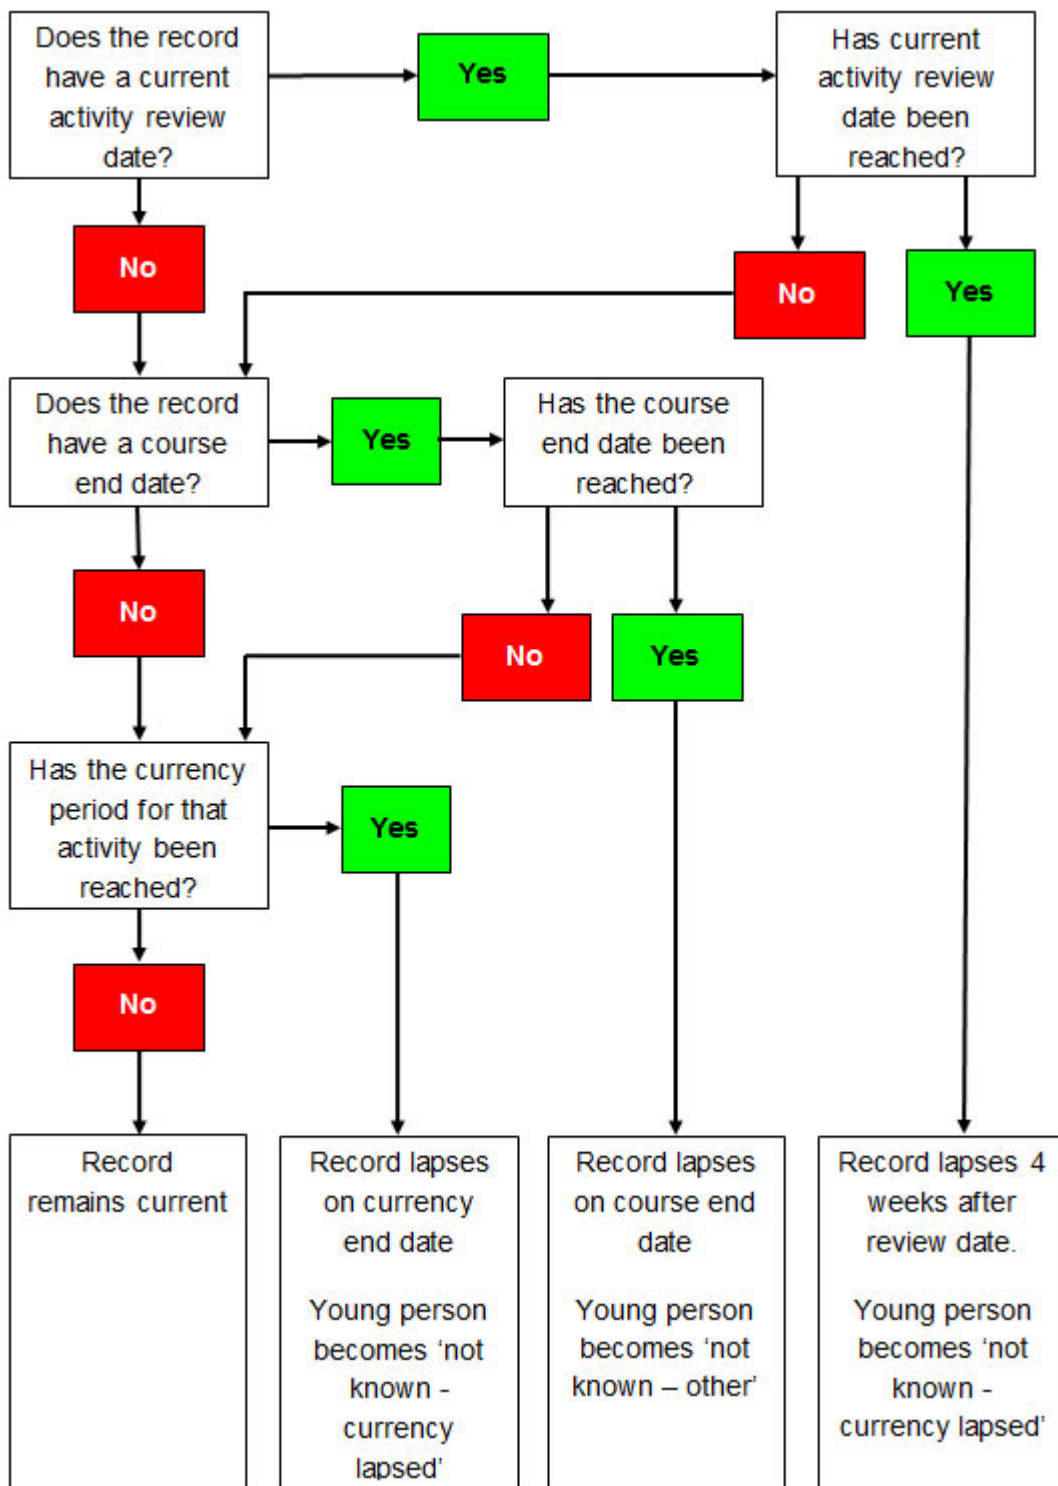 Does the record
have a current
activity review
date?
Yes
Has current
activity review
date been
reached?
No
No
Yes
Does the record
have a course
end date?
Yes
Has the course
end date been
reached?
No
No
Yes
Has the currency
period for that
activity been
reached?
Yes
No
Record
remains current
Record lapses
on currency
end date
Young person
becomes ‘not
known -
currency
lapsed’
Record lapses
on course end
date
Young person
becomes ‘not
known – other’
Record lapses 4
weeks after
review date.
Young person
becomes ‘not
known -
currency lapsed’